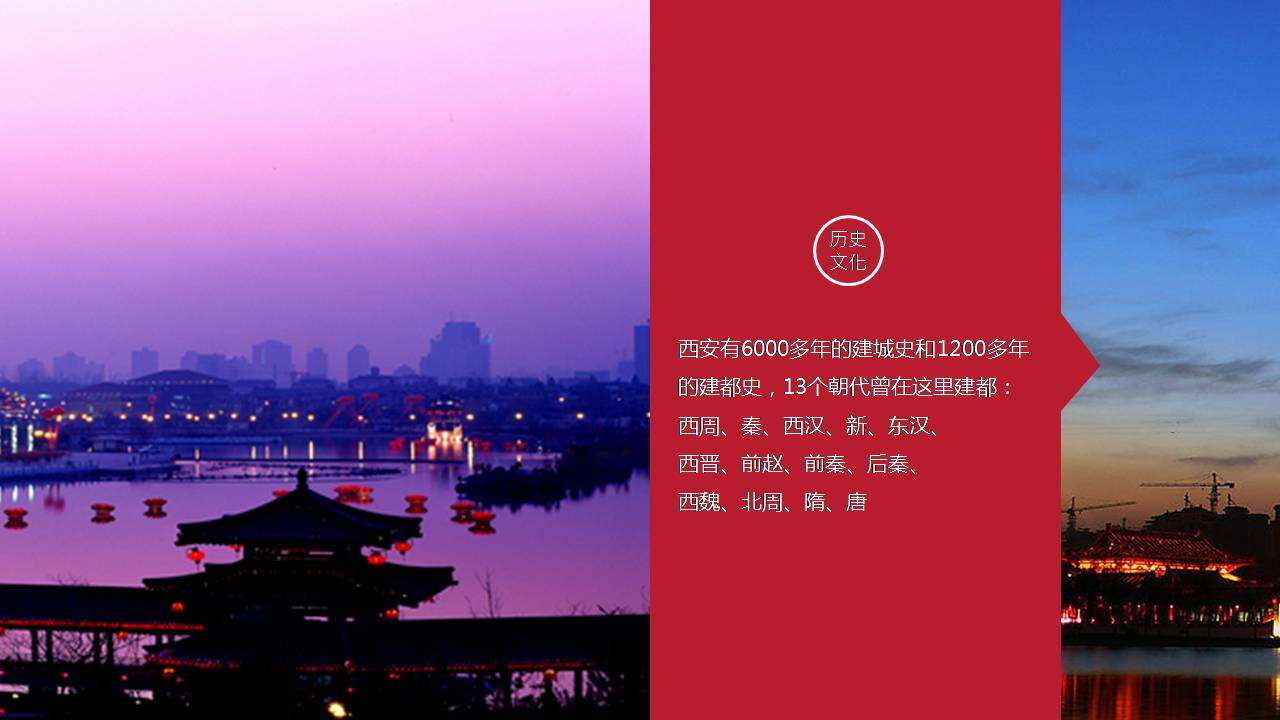 历史
文化
西安有6000多年的建城史和1200多年
的建都史，13个朝代曾在这里建都：
西周、秦、西汉、新、东汉、
西晋、前赵、前秦、后秦、
西魏、北周、隋、唐